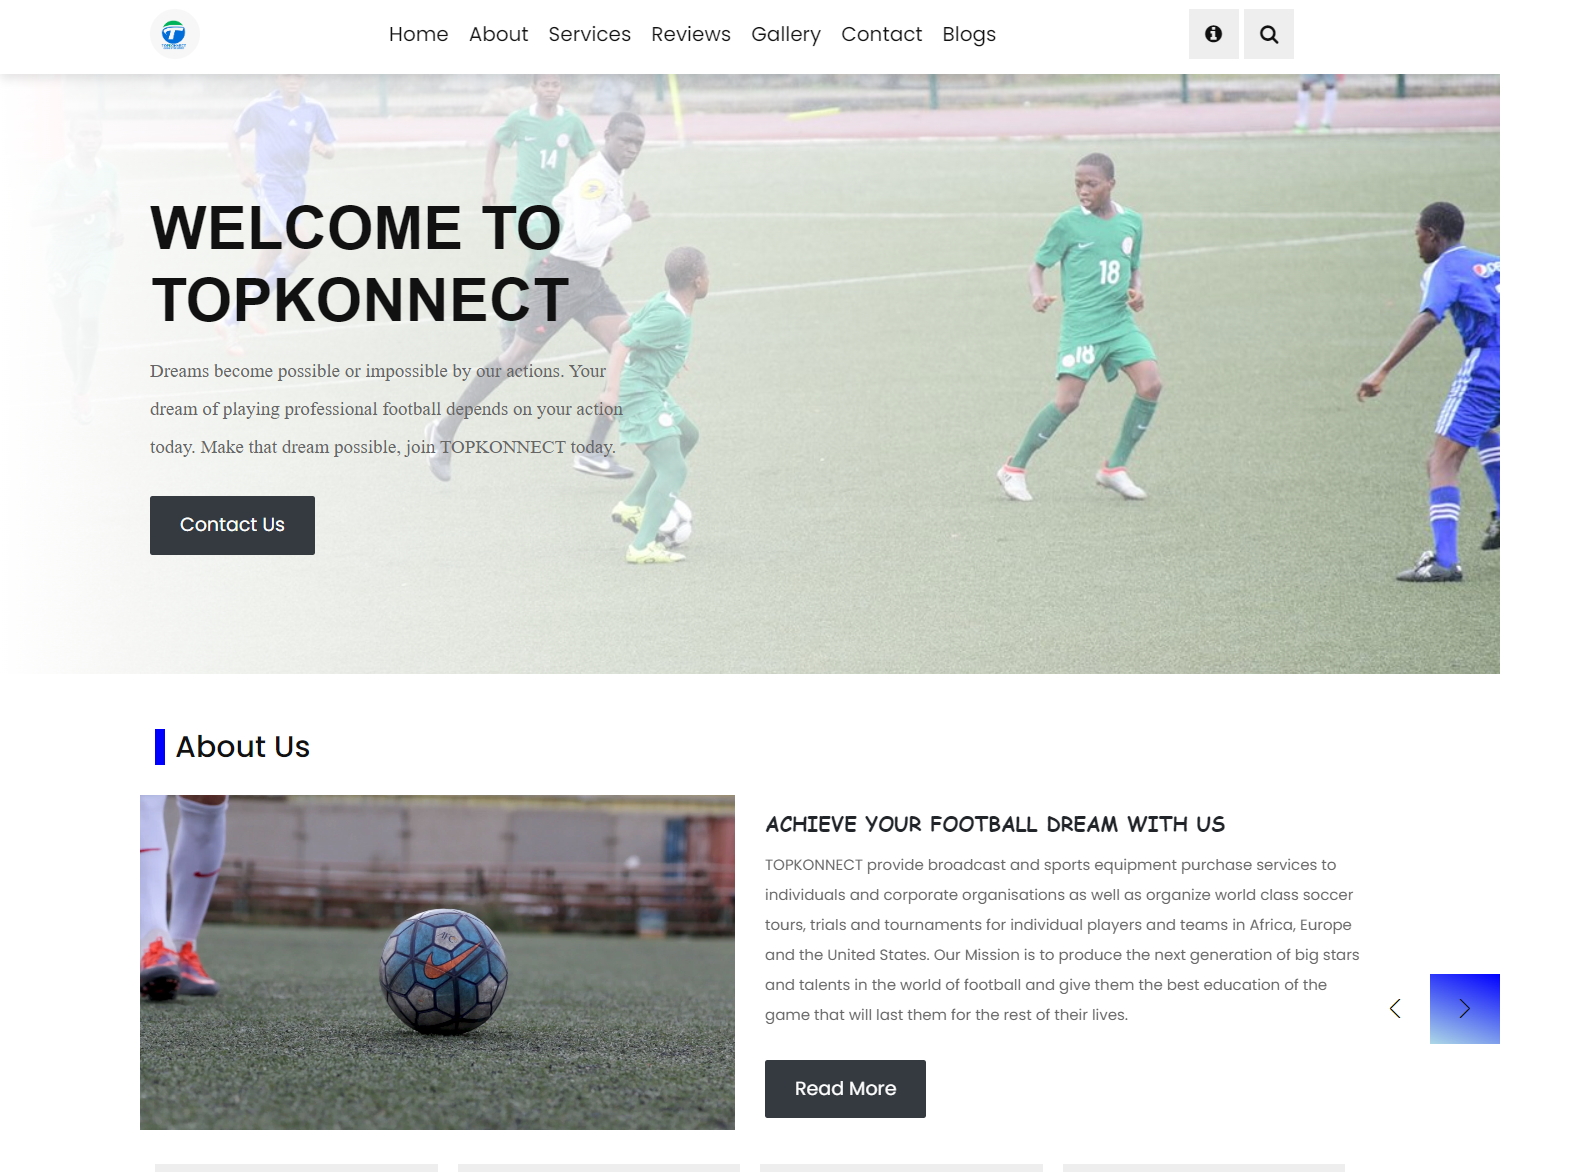 Home About Services Reviews Gallery Contact Blogs
WELCOME TO
TOPKONNECT
Dreams become possible or impossible by our actions. Your
dream of playing professional football depends on your action
today. Make that dream possible, join TOPKONNECT today.
Contact Us
14
18
18
About Us
ACHIEVE YOUR FOOTBALL DREAM WITH US
TOPKONNECT provide broadcast and sports equipment purchase services to
individuals and corporate organisations as well as organize world class soccer
tours, trials and tournaments for individual players and teams in Africa, Europe
and the United States. Our Mission is to produce the next generation of big stars
and talents in the world of football and give them the best education of the
game that will last them for the rest of their lives.
Read More